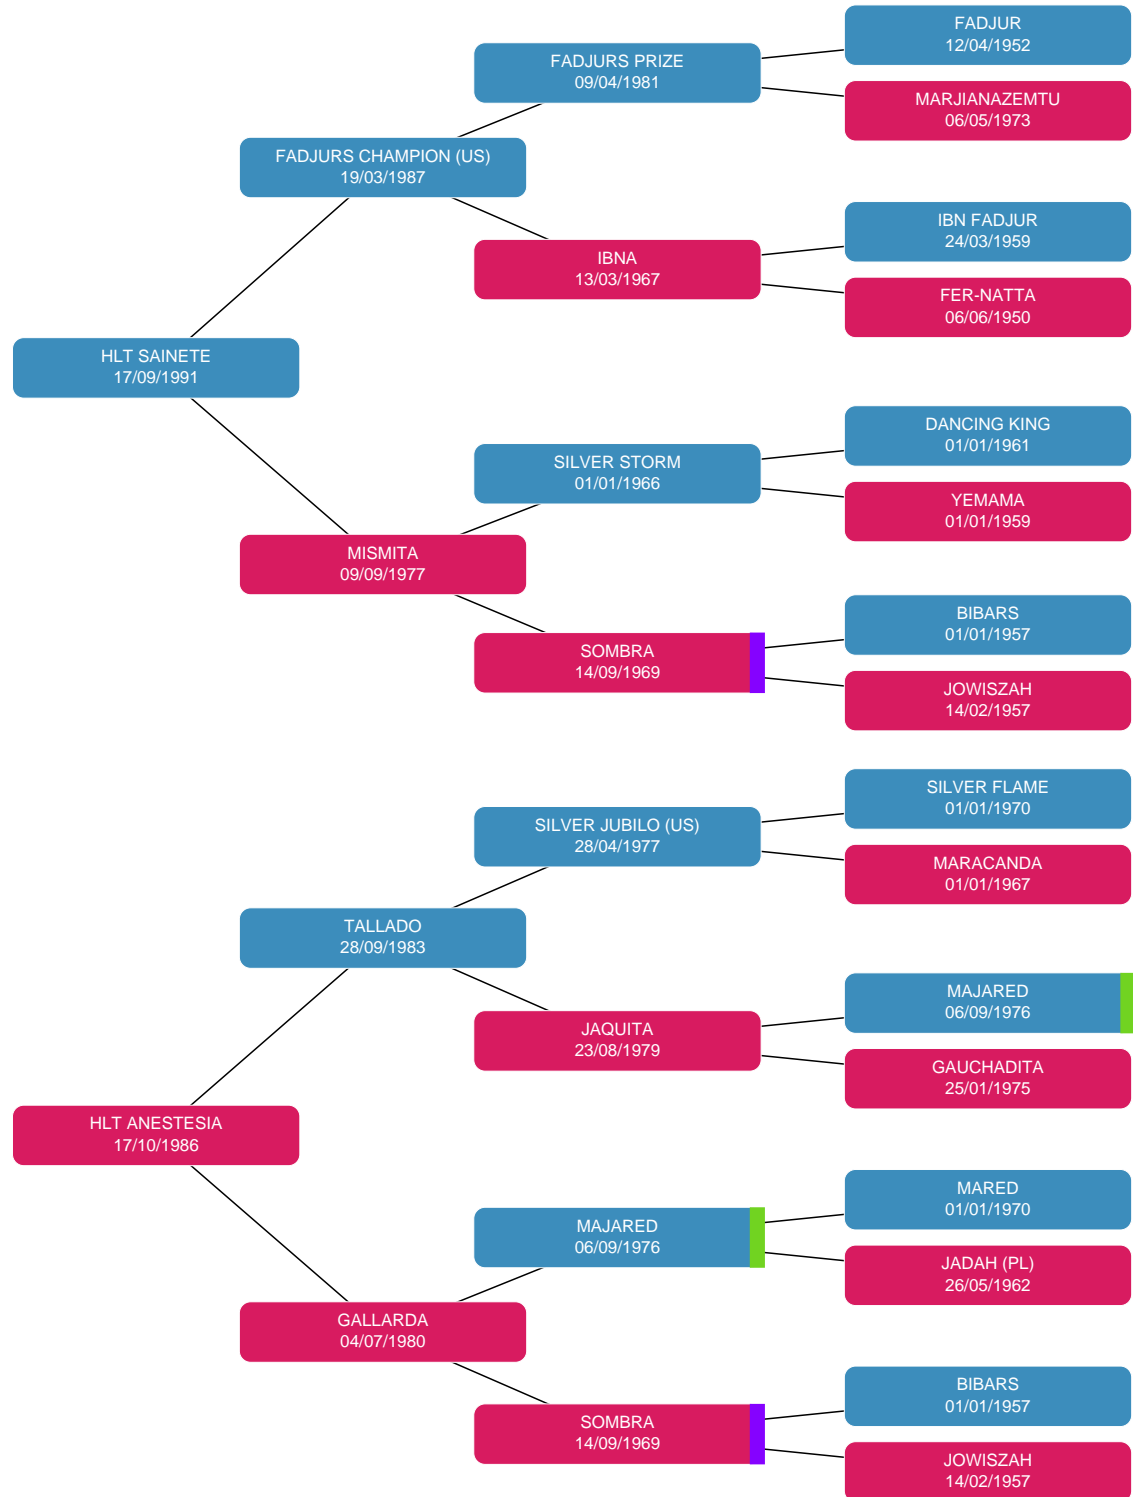 FADJUR
12/04/1952
FADJURS PRIZE
09/04/1981
MARJIANAZEMTU
06/05/1973
FADJURS CHAMPION (US)
19/03/1987
IBN FADJUR
24/03/1959
IBNA
13/03/1967
FER-NATTA
06/06/1950
HLT SAINETE
17/09/1991
DANCING KING
01/01/1961
SILVER STORM
01/01/1966
YEMAMA
01/01/1959
MISMITA
09/09/1977
BIBARS
01/01/1957
SOMBRA
14/09/1969
JOWISZAH
14/02/1957
SILVER FLAME
01/01/1970
SILVER JUBILO (US)
28/04/1977
MARACANDA
01/01/1967
TALLADO
28/09/1983
MAJARED
06/09/1976
JAQUITA
23/08/1979
GAUCHADITA
25/01/1975
HLT ANESTESIA
17/10/1986
MARED
01/01/1970
MAJARED
06/09/1976
JADAH (PL)
26/05/1962
GALLARDA
04/07/1980
BIBARS
01/01/1957
SOMBRA
14/09/1969
JOWISZAH
14/02/1957